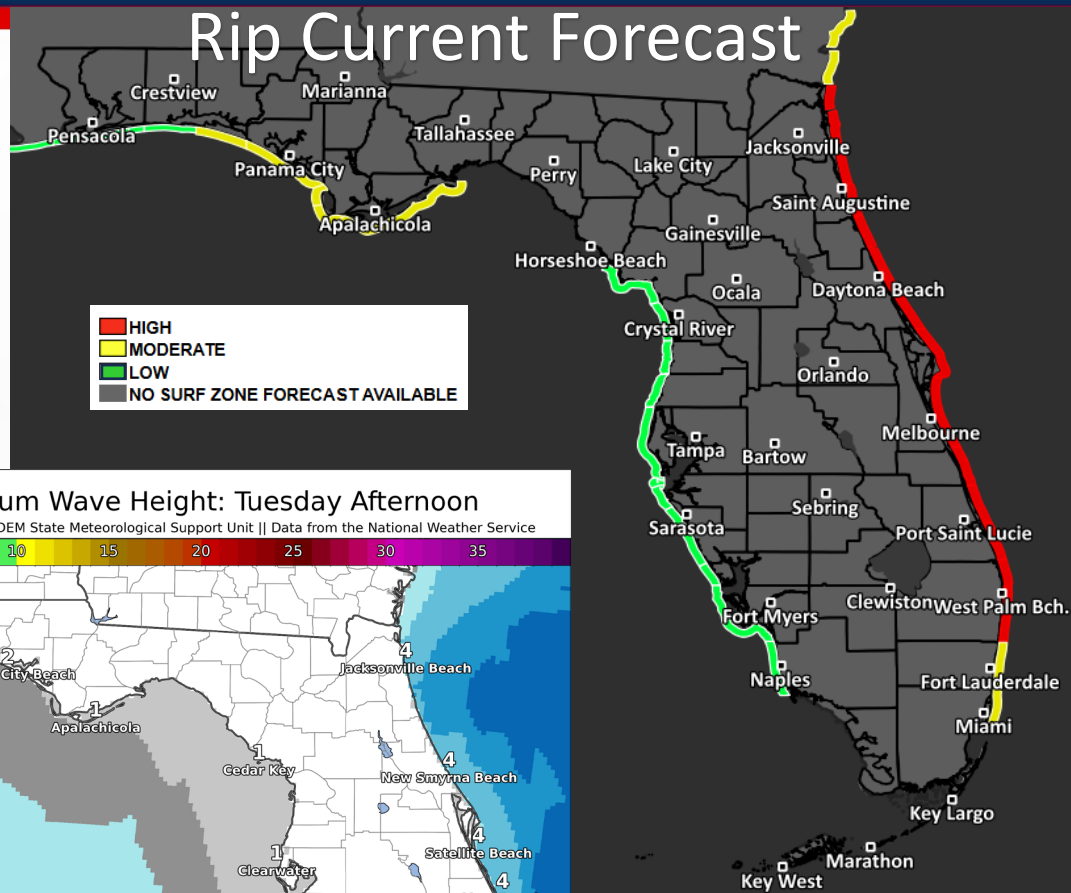 Rip Current Forecast
Crestview
Marianna
Pensacola
Tallahassee
Jacksonville
Panama City
Perry
Lake City
Saint Augustine
Apalachicola
Gainesville
Horseshoe Beach
Ocala
Daytona Beach
Crystal River
HIGH
MODERATE
LOW
NO SURF ZONE FORECAST AVAILABLE
Orlando
Melbourne
Tampa
Bartow
Sebring
Sarasota
Port Saint Lucie
Clewiston
West Palm Bch.
Fort Myers
Naples
Fort Lauderdale
Miami
Key Largo
Marathon
Key West
um Wave Height: Tuesday Afternoon
DEM State Meteorological Support Unit || Data from the National Weather Service
10 15 20 25 30 35
4
Jacksonville Beach
2
City Beach
1
Apalachicola
1
Cedar Key
4
New Smyrna Beach
4
Satellite Beach
1
Clearwater
4